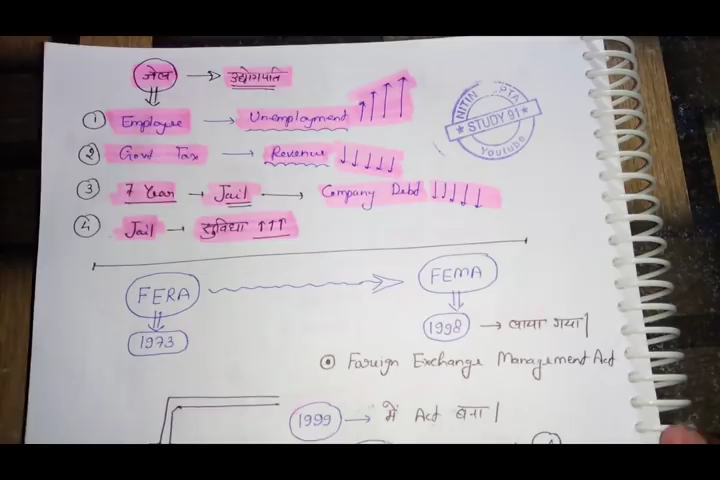 जेल → उद्योगपति
① Employee → Unemployment ↑↑↑↑
② Govt Tax → Revenue ↓↓↓↓↓
③ 7 Year → Jail → Company Debd ↓↓↓↓↓
④ Jail → सुविधा ↑↑↑
NITIN GUPTA
★ STUDY 91 ★
Youtube
FERA → FEMA
1973
1998 → लाया गया|
Foreign Exchange Management Act
1999 → में Act बना|